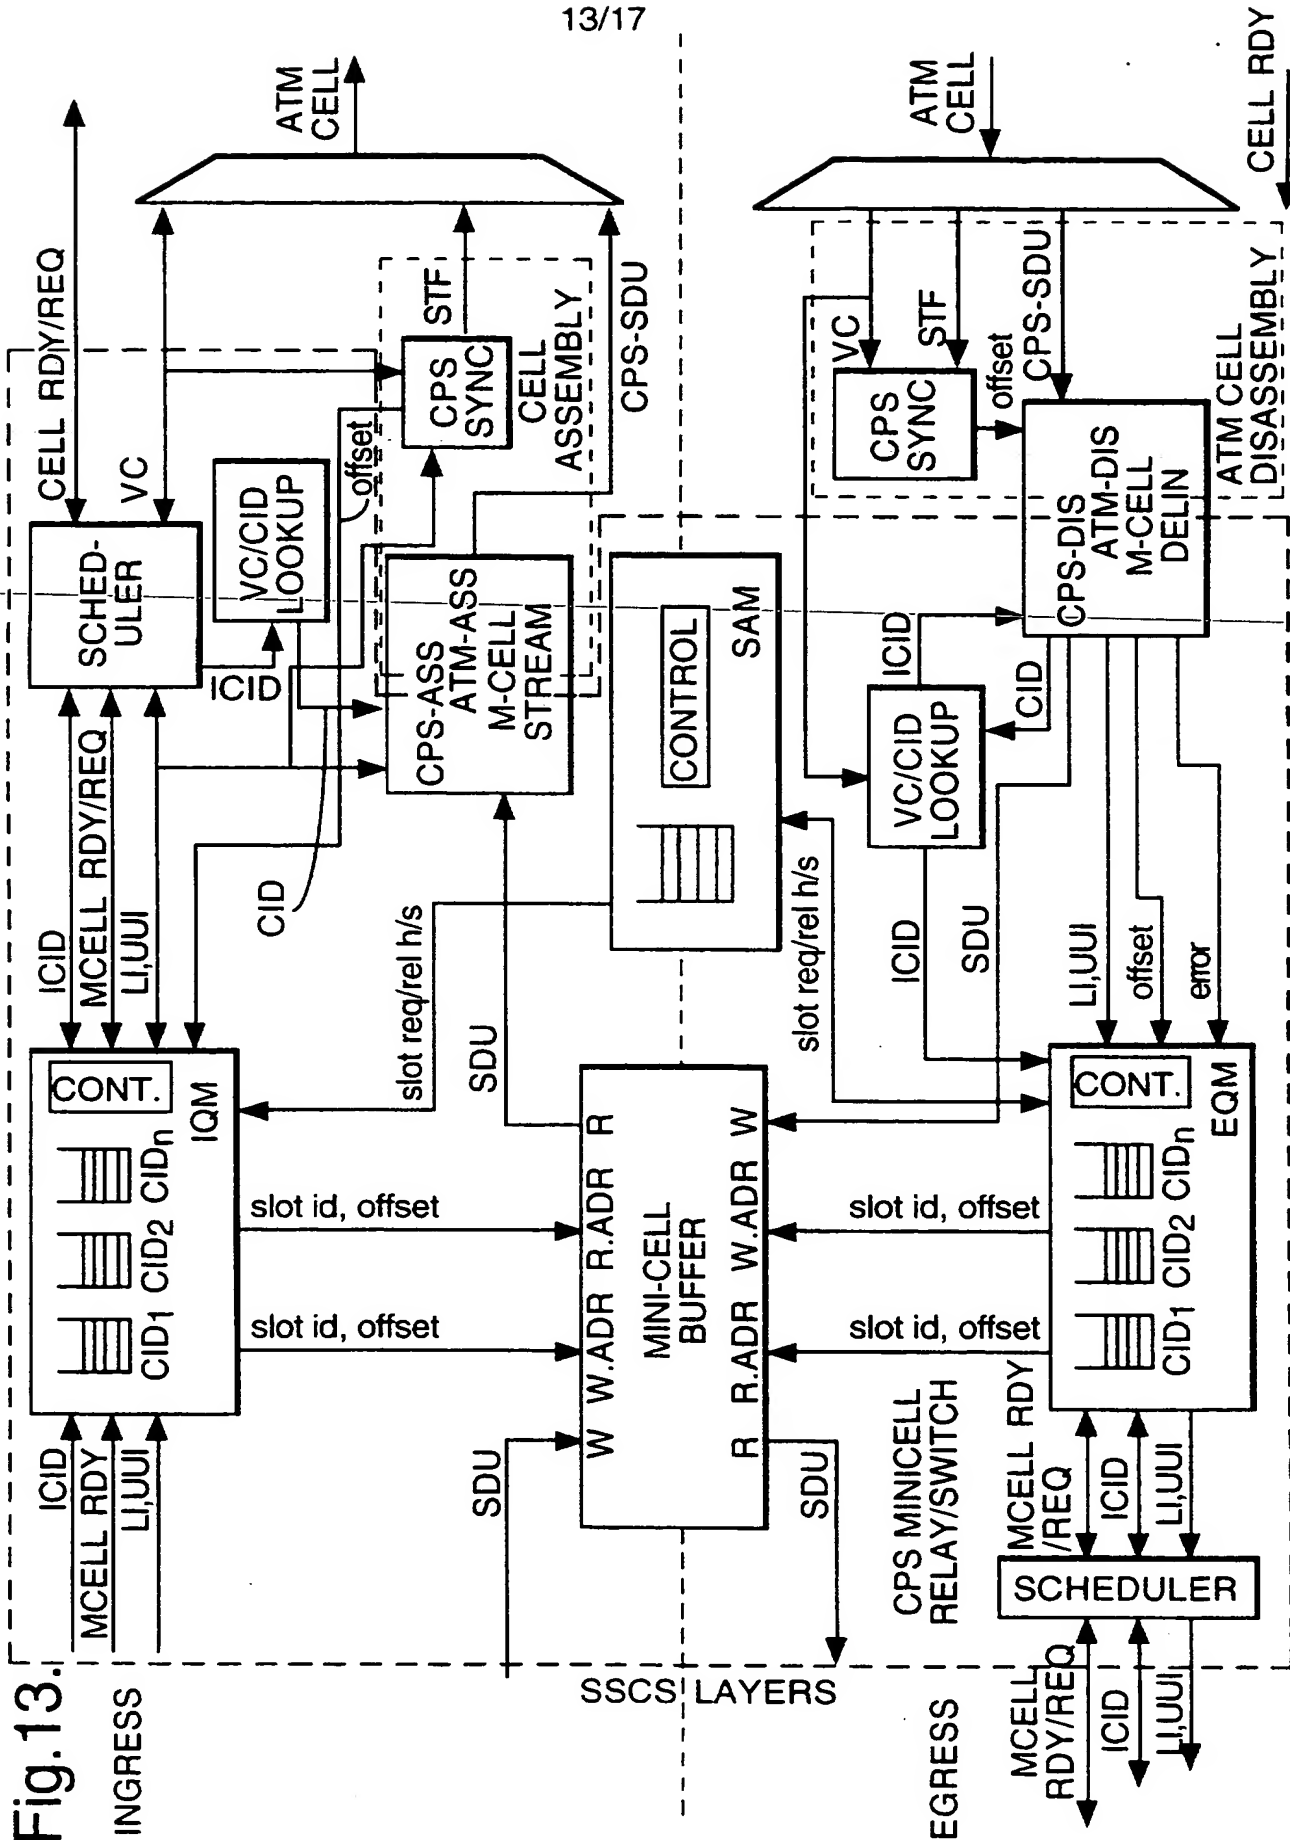 13/17
Fig.13.
INGRESS
ICID
MCELL RDY
LI,UUI
CONT.
IQM
CID1
CID2
CIDn
ICID
MCELL RDY/REQ
LI,UUI
SCHED-
ULER
CELL RDY/REQ
VC
ICID
VC/CID
LOOKUP
offset
CID
CPS-ASS
ATM-ASS
M-CELL
STREAM
CPS
SYNC
STF
CELL
ASSEMBLY
CPS-SDU
ATM
CELL
slot req/rel h/s
SDU
slot id, offset
slot id, offset
SDU
W
W.ADR
R.ADR
R
MINI-CELL
BUFFER
R
R.ADR
W.ADR
W
CONTROL
SAM
SSCS LAYERS
SDU
slot id, offset
slot id, offset
slot req/rel h/s
ICID
SDU
VC/CID
LOOKUP
ICID
CID
VC
STF
CPS
SYNC
offset
CPS-SDU
CPS-DIS
ATM-DIS
M-CELL
DELIN
ATM CELL
DISASSEMBLY
ATM
CELL
CELL RDY
LI,UUI
offset
error
CONT.
EQM
CID1
CID2
CIDn
CPS MINICELL
RELAY/SWITCH
MCELL RDY
/REQ
ICID
LI,UUI
SCHEDULER
EGRESS
MCELL
RDY/REQ
ICID
LI,UUI